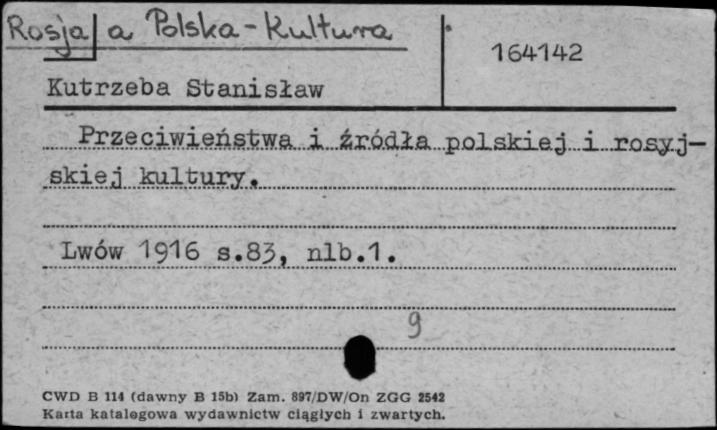 Rosja a Polska - Kultura
164142
Kutrzeba Stanisław
Przeciwieństwa i źródła polskiej i rosyj-
skiej kultury.
Lwów 1916 s.83, nlb.1.
9
CWD B 114 (dawny B 15b) Zam. 897/DW/On ZGG 2542
Karta katalogowa wydawnictw ciągłych i zwartych.